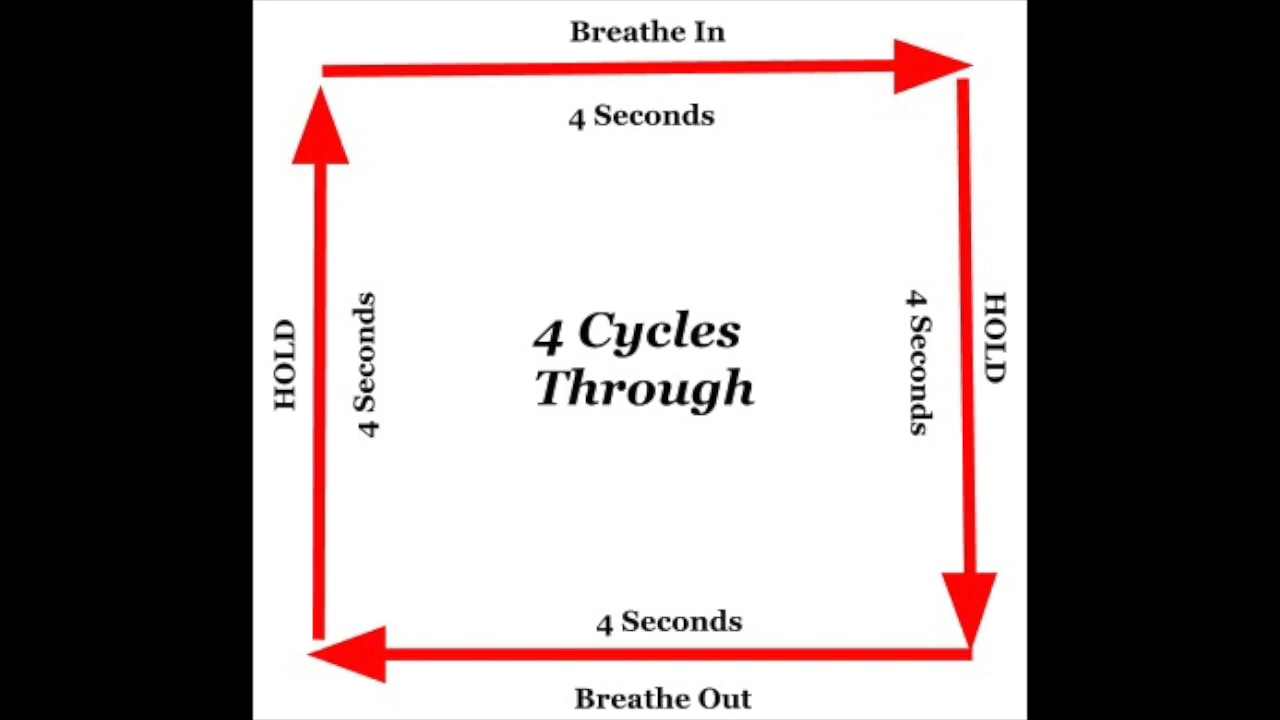 Breathe In
4 Seconds
HOLD
4 Seconds
4 Cycles
Through
4 Seconds
HOLD
4 Seconds
Breathe Out